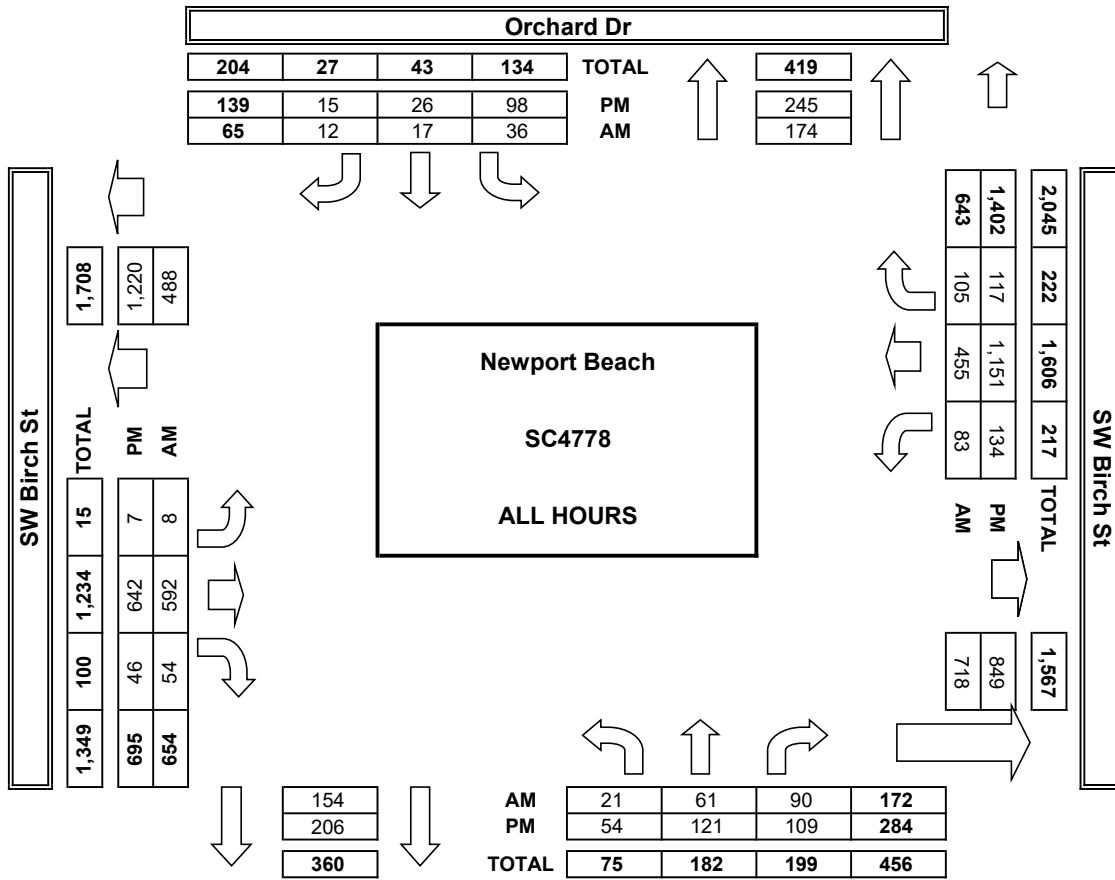 Orchard Dr
204 27 43 134 TOTAL 419
139 15 26 98 PM 245
65 12 17 36 AM 174
SW Birch St
1,708
1,220
488
TOTAL PM AM
15 7 8
1,234 642 592
100 46 54
1,349 695 654
Newport Beach
SC4778
ALL HOURS
643 1,402 2,045
105 117 222
455 1,151 1,606
83 134 217
AM PM TOTAL
718 849 1,567
SW Birch St
154 AM 21 61 90 172
206 PM 54 121 109 284
360 TOTAL 75 182 199 456